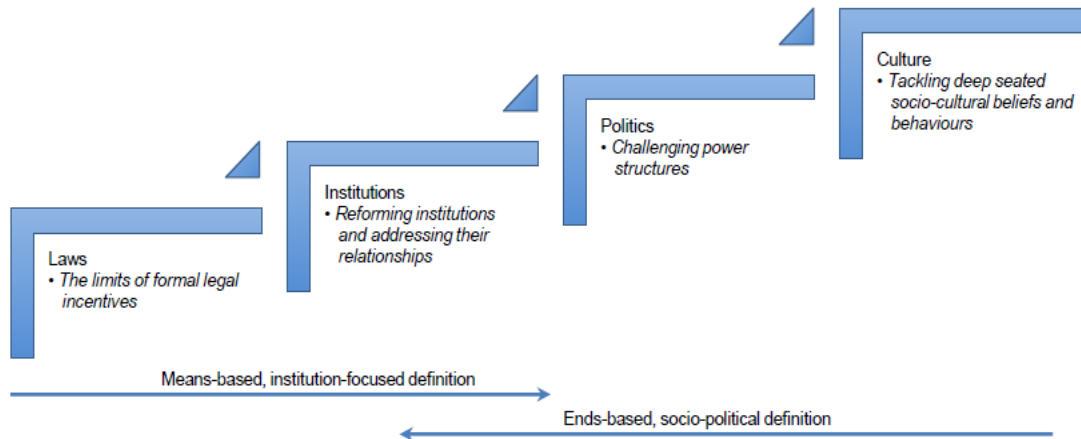 Laws
• The limits of formal legal
incentives
Institutions
• Reforming institutions
and addressing their
relationships
Politics
• Challenging power
structures
Culture
• Tackling deep seated
socio-cultural beliefs and
behaviours
Means-based, institution-focused definition
Ends-based, socio-political definition